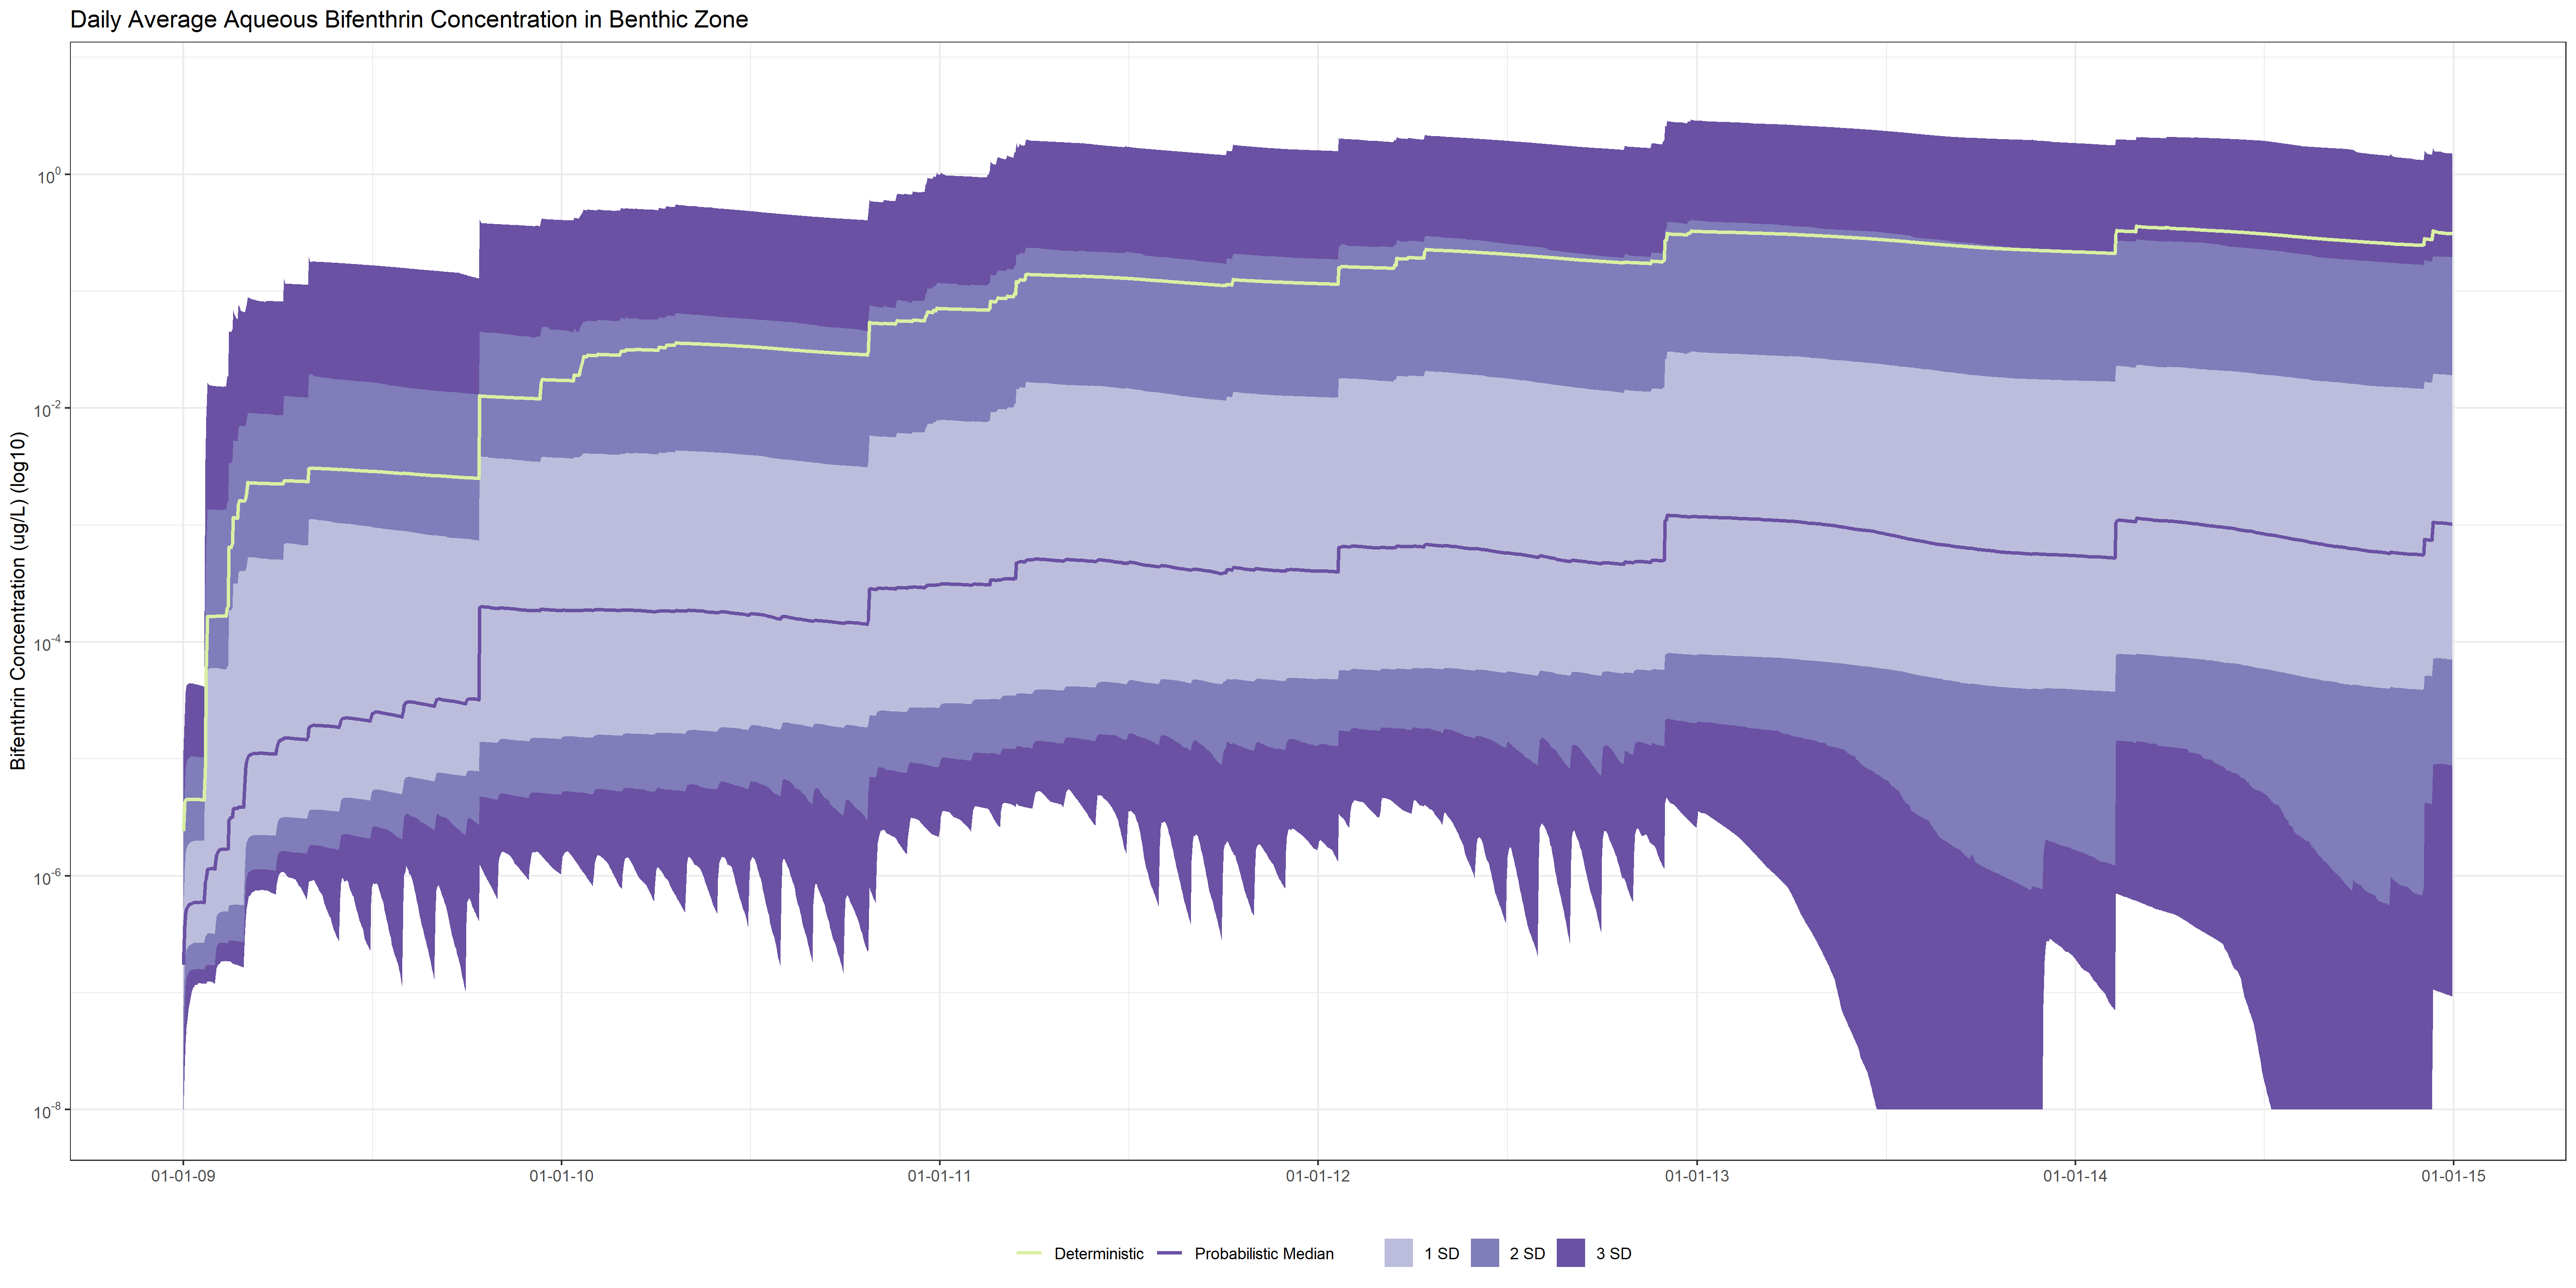 Daily Average Aqueous Bifenthrin Concentration in Benthic Zone
Bifenthrin Concentration (ug/L) (log10)
10^0
10^-2
10^-4
10^-6
10^-8
01-01-09 01-01-10 01-01-11 01-01-12 01-01-13 01-01-14 01-01-15
Deterministic Probabilistic Median 1 SD 2 SD 3 SD